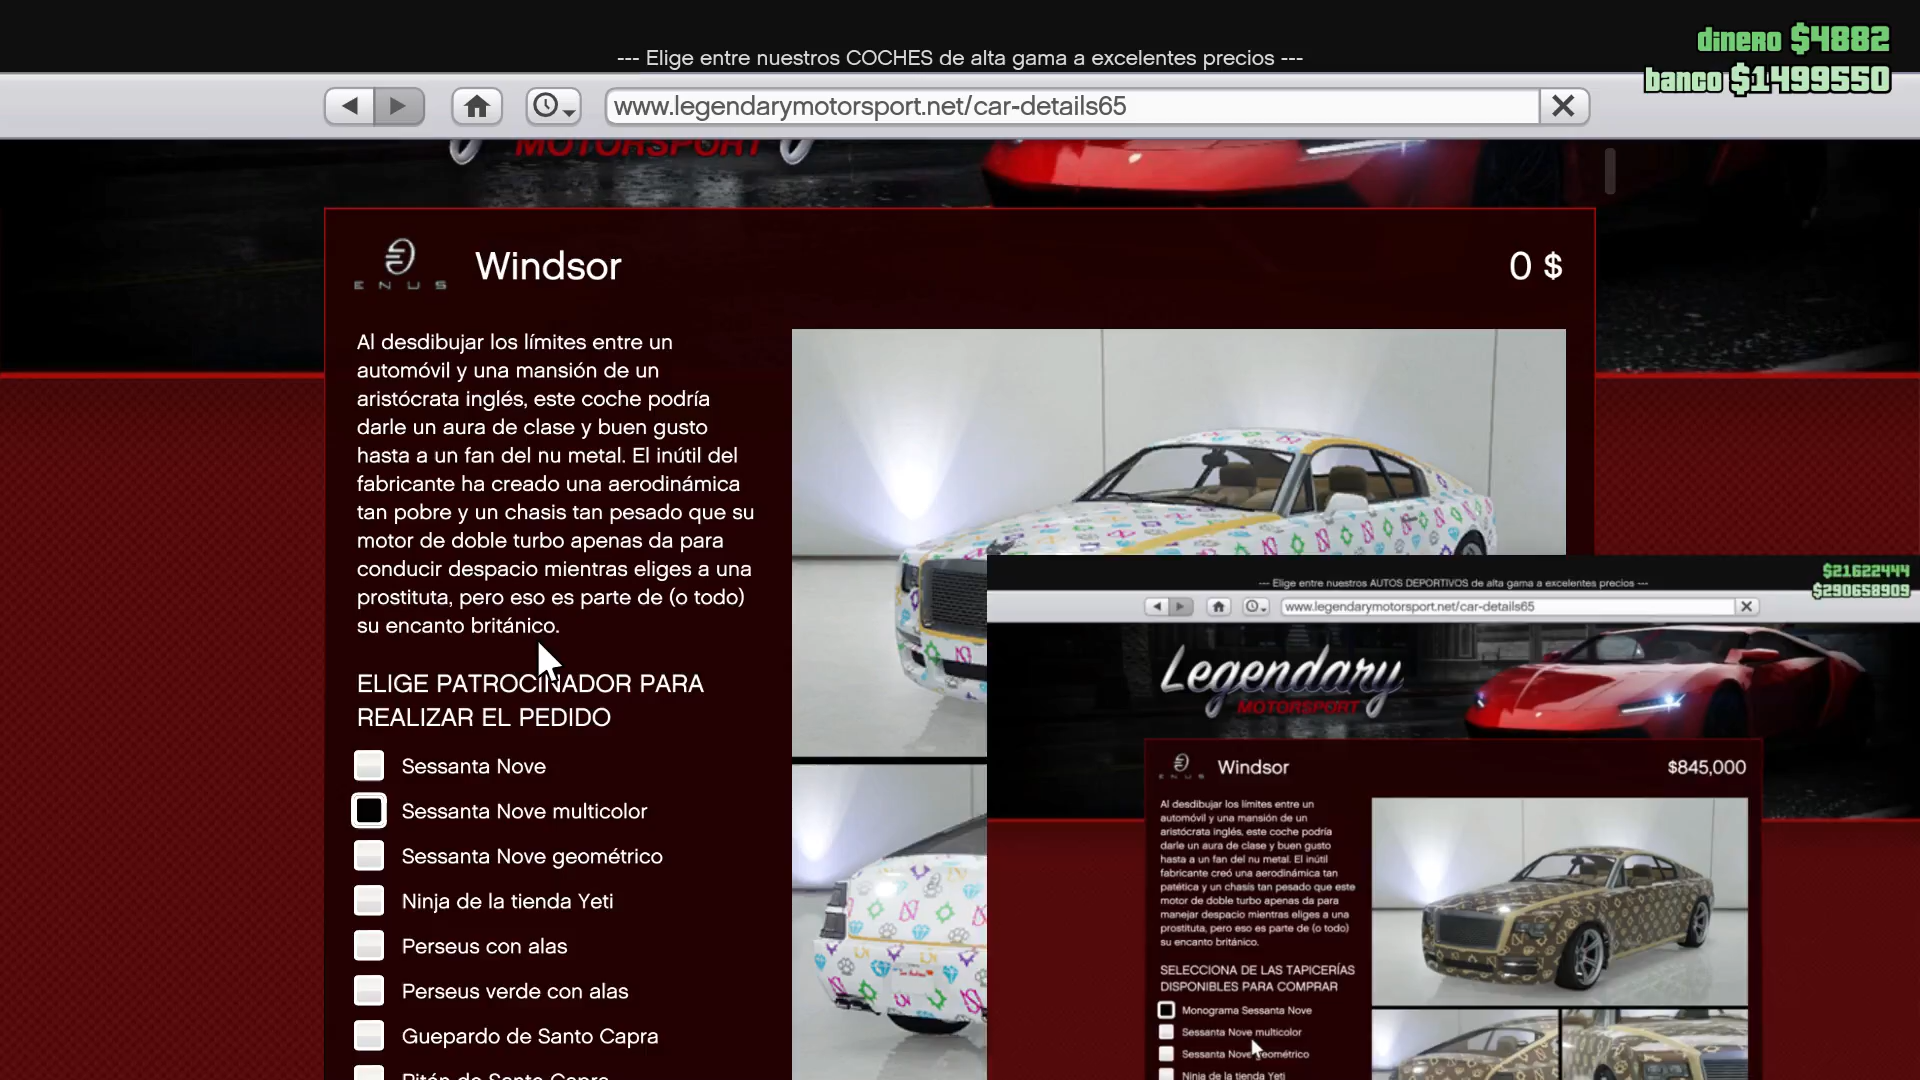 --- Elige entre nuestros COCHES de alta gama a excelentes precios ---
dinero $4882
banco $1499550
www.legendarymotorsport.net/car-details65
MOTORSPORT
ENUS
Windsor
0 $
Al desdibujar los límites entre un
automóvil y una mansión de un
aristócrata inglés, este coche podría
darle un aura de clase y buen gusto
hasta a un fan del nu metal. El inútil del
fabricante ha creado una aerodinámica
tan pobre y un chasis tan pesado que su
motor de doble turbo apenas da para
conducir despacio mientras eliges a una
prostituta, pero eso es parte de (o todo)
su encanto británico.
ELIGE PATROCINADOR PARA
REALIZAR EL PEDIDO
Sessanta Nove
Sessanta Nove multicolor
Sessanta Nove geométrico
Ninja de la tienda Yeti
Perseus con alas
Perseus verde con alas
Guepardo de Santo Capra
Pitón de Santo Capra
--- Elige entre nuestros AUTOS DEPORTIVOS de alta gama a excelentes precios ---
$21622444
$290658909
www.legendarymotorsport.net/car-details65
Legendary
MOTORSPORT
ENUS
Windsor
$845,000
Al desdibujar los límites entre un
automóvil y una mansión de un
aristócrata inglés, este coche podría
darle un aura de clase y buen gusto
hasta a un fan del nu metal. El inútil
fabricante creó una aerodinámica tan
patética y un chasis tan pesado que este
motor de doble turbo apenas da para
manejar despacio mientras eliges a una
prostituta, pero eso es parte de (o todo)
su encanto británico.
SELECCIONA DE LAS TAPICERÍAS
DISPONIBLES PARA COMPRAR
Monograma Sessanta Nove
Sessanta Nove multicolor
Sessanta Nove geométrico
Ninja de la tienda Yeti